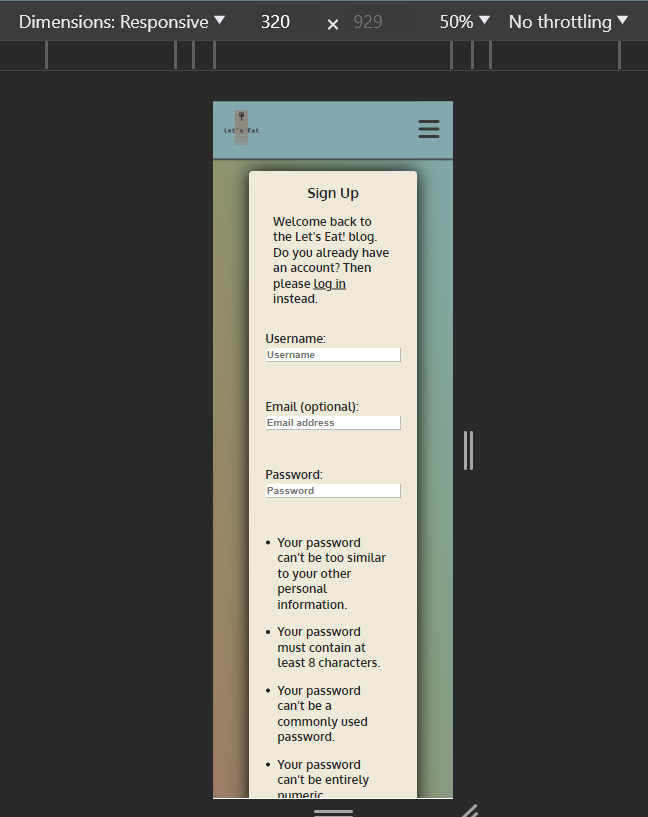 Dimensions: Responsive ▼ 320 × 929 50% ▼ No throttling ▼
Let's Eat
Sign Up
Welcome back to
the Let's Eat! blog.
Do you already have
an account? Then
please log in
instead.
Username:
Username
Email (optional):
Email address
Password:
Password
• Your password
can't be too similar
to your other
personal
information.
• Your password
must contain at
least 8 characters.
• Your password
can't be a
commonly used
password.
• Your password
can't be entirely
numeric